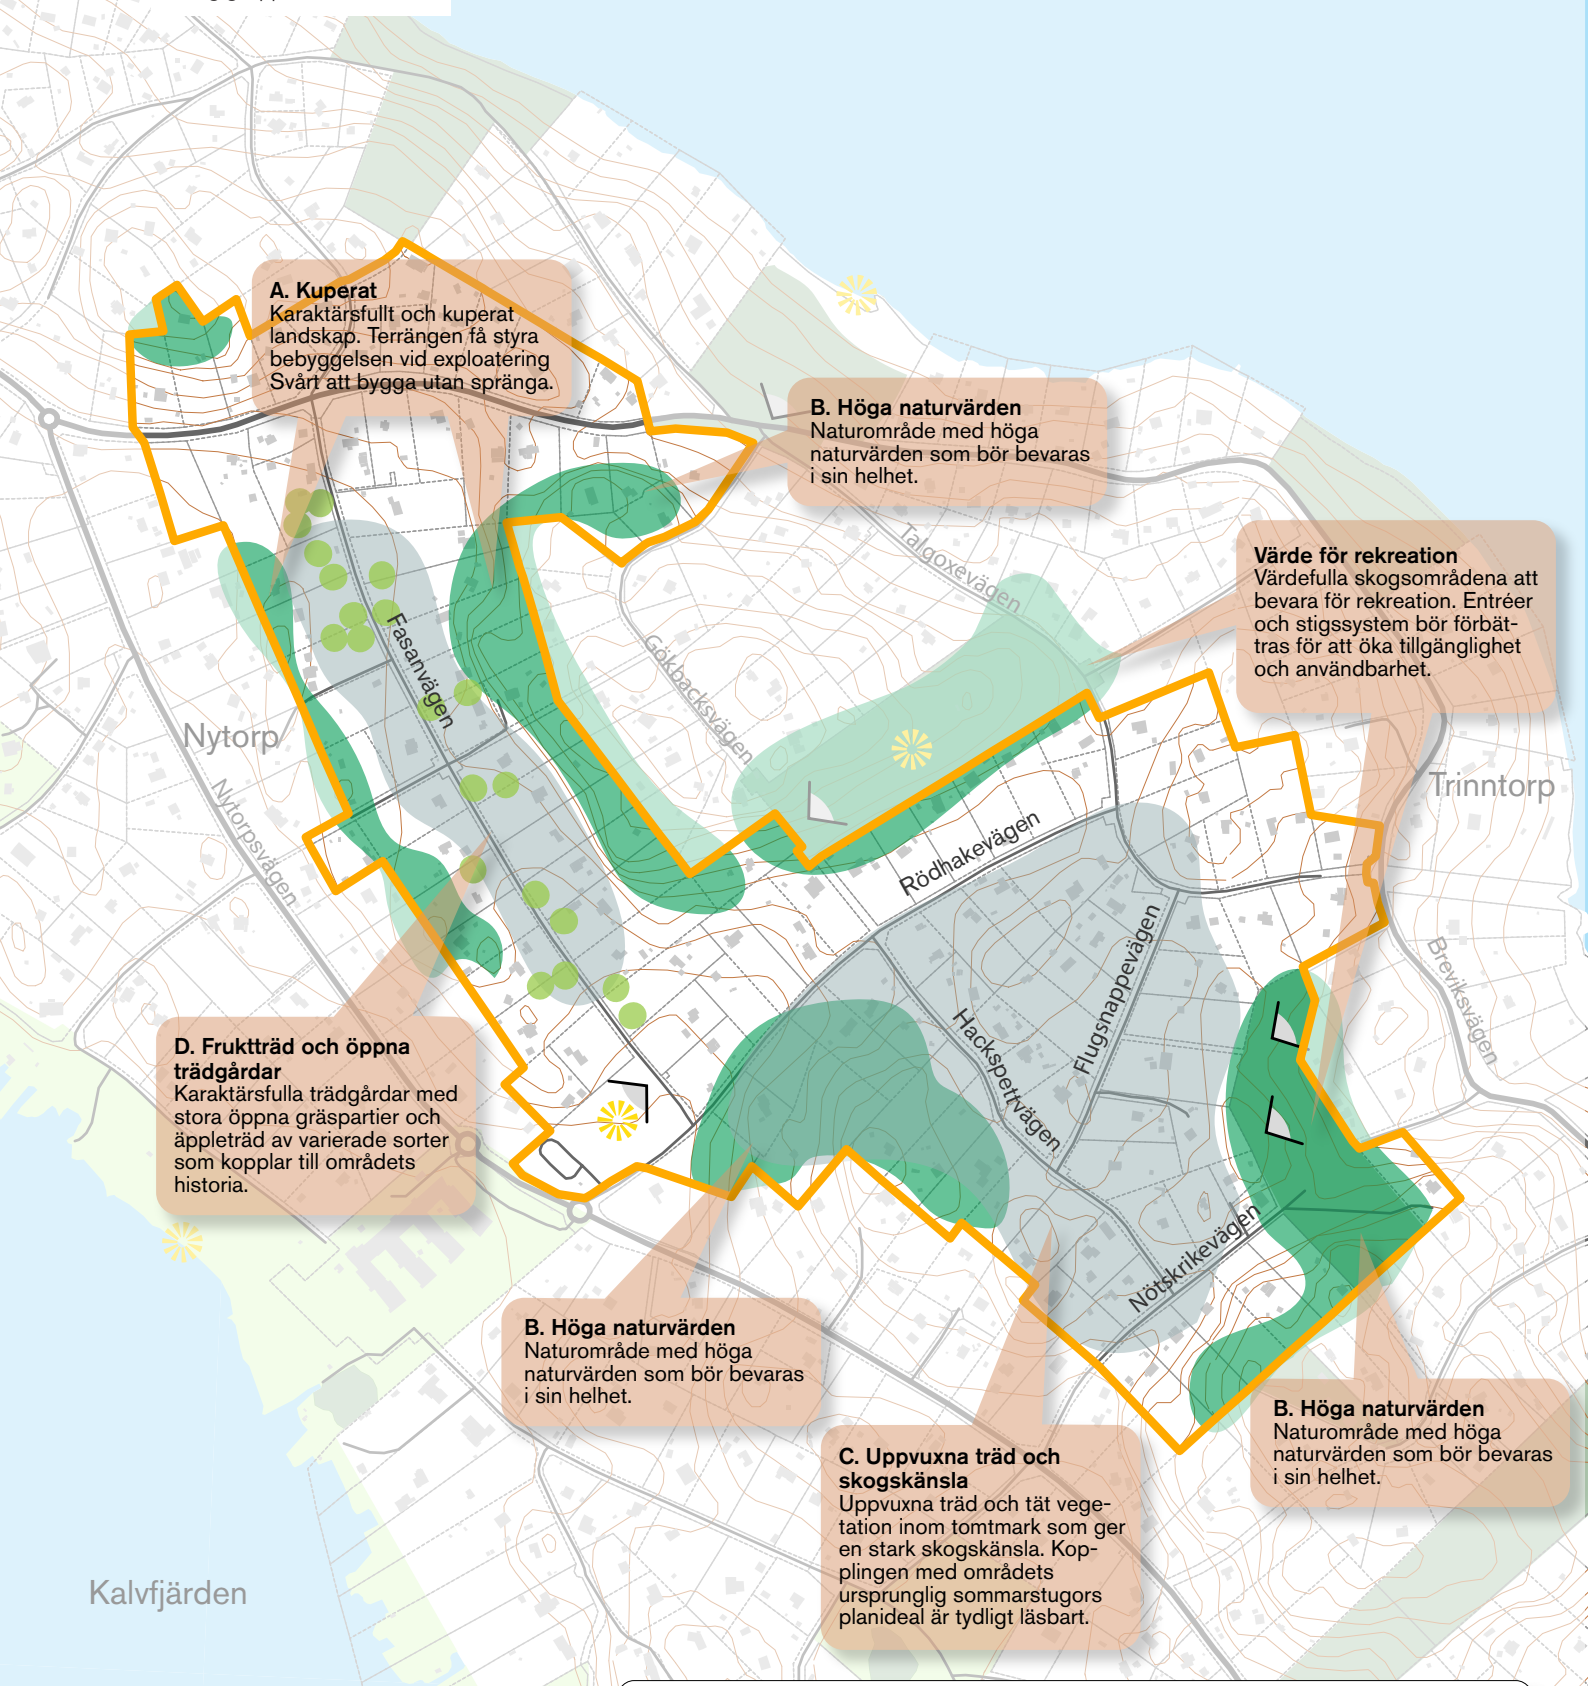 A. Kuperat
Karaktärsfullt och kuperat
landskap. Terrängen få styra
bebyggelsen vid exploatering
Svårt att bygga utan spränga.
B. Höga naturvärden
Naturområde med höga
naturvärden som bör bevaras
i sin helhet.
Talgoxevägen
Värde för rekreation
Värdefulla skogsområdena att
bevara för rekreation. Entréer
och stigssystem bör förbät-
tras för att öka tillgänglighet
och användbarhet.
Fasanvägen
Gökbacksvägen
Nytorp
Nytorpsvägen
Trinntorp
Rödhakevägen
Flugsnappevägen
Breviksvägen
Hackspettvägen
D. Fruktträd och öppna
trädgårdar
Karaktärsfulla trädgårdar med
stora öppna gräspartier och
äppleträd av varierade sorter
som kopplar till områdets
historia.
Nötskrikevägen
B. Höga naturvärden
Naturområde med höga
naturvärden som bör bevaras
i sin helhet.
B. Höga naturvärden
Naturområde med höga
naturvärden som bör bevaras
i sin helhet.
C. Uppvuxna träd och
skogskänsla
Uppvuxna träd och tät vege-
tation inom tomtmark som ger
en stark skogskänsla. Kop-
plingen med områdets
ursprunglig sommarstugors
planideal är tydligt läsbart.
Kalvfjärden